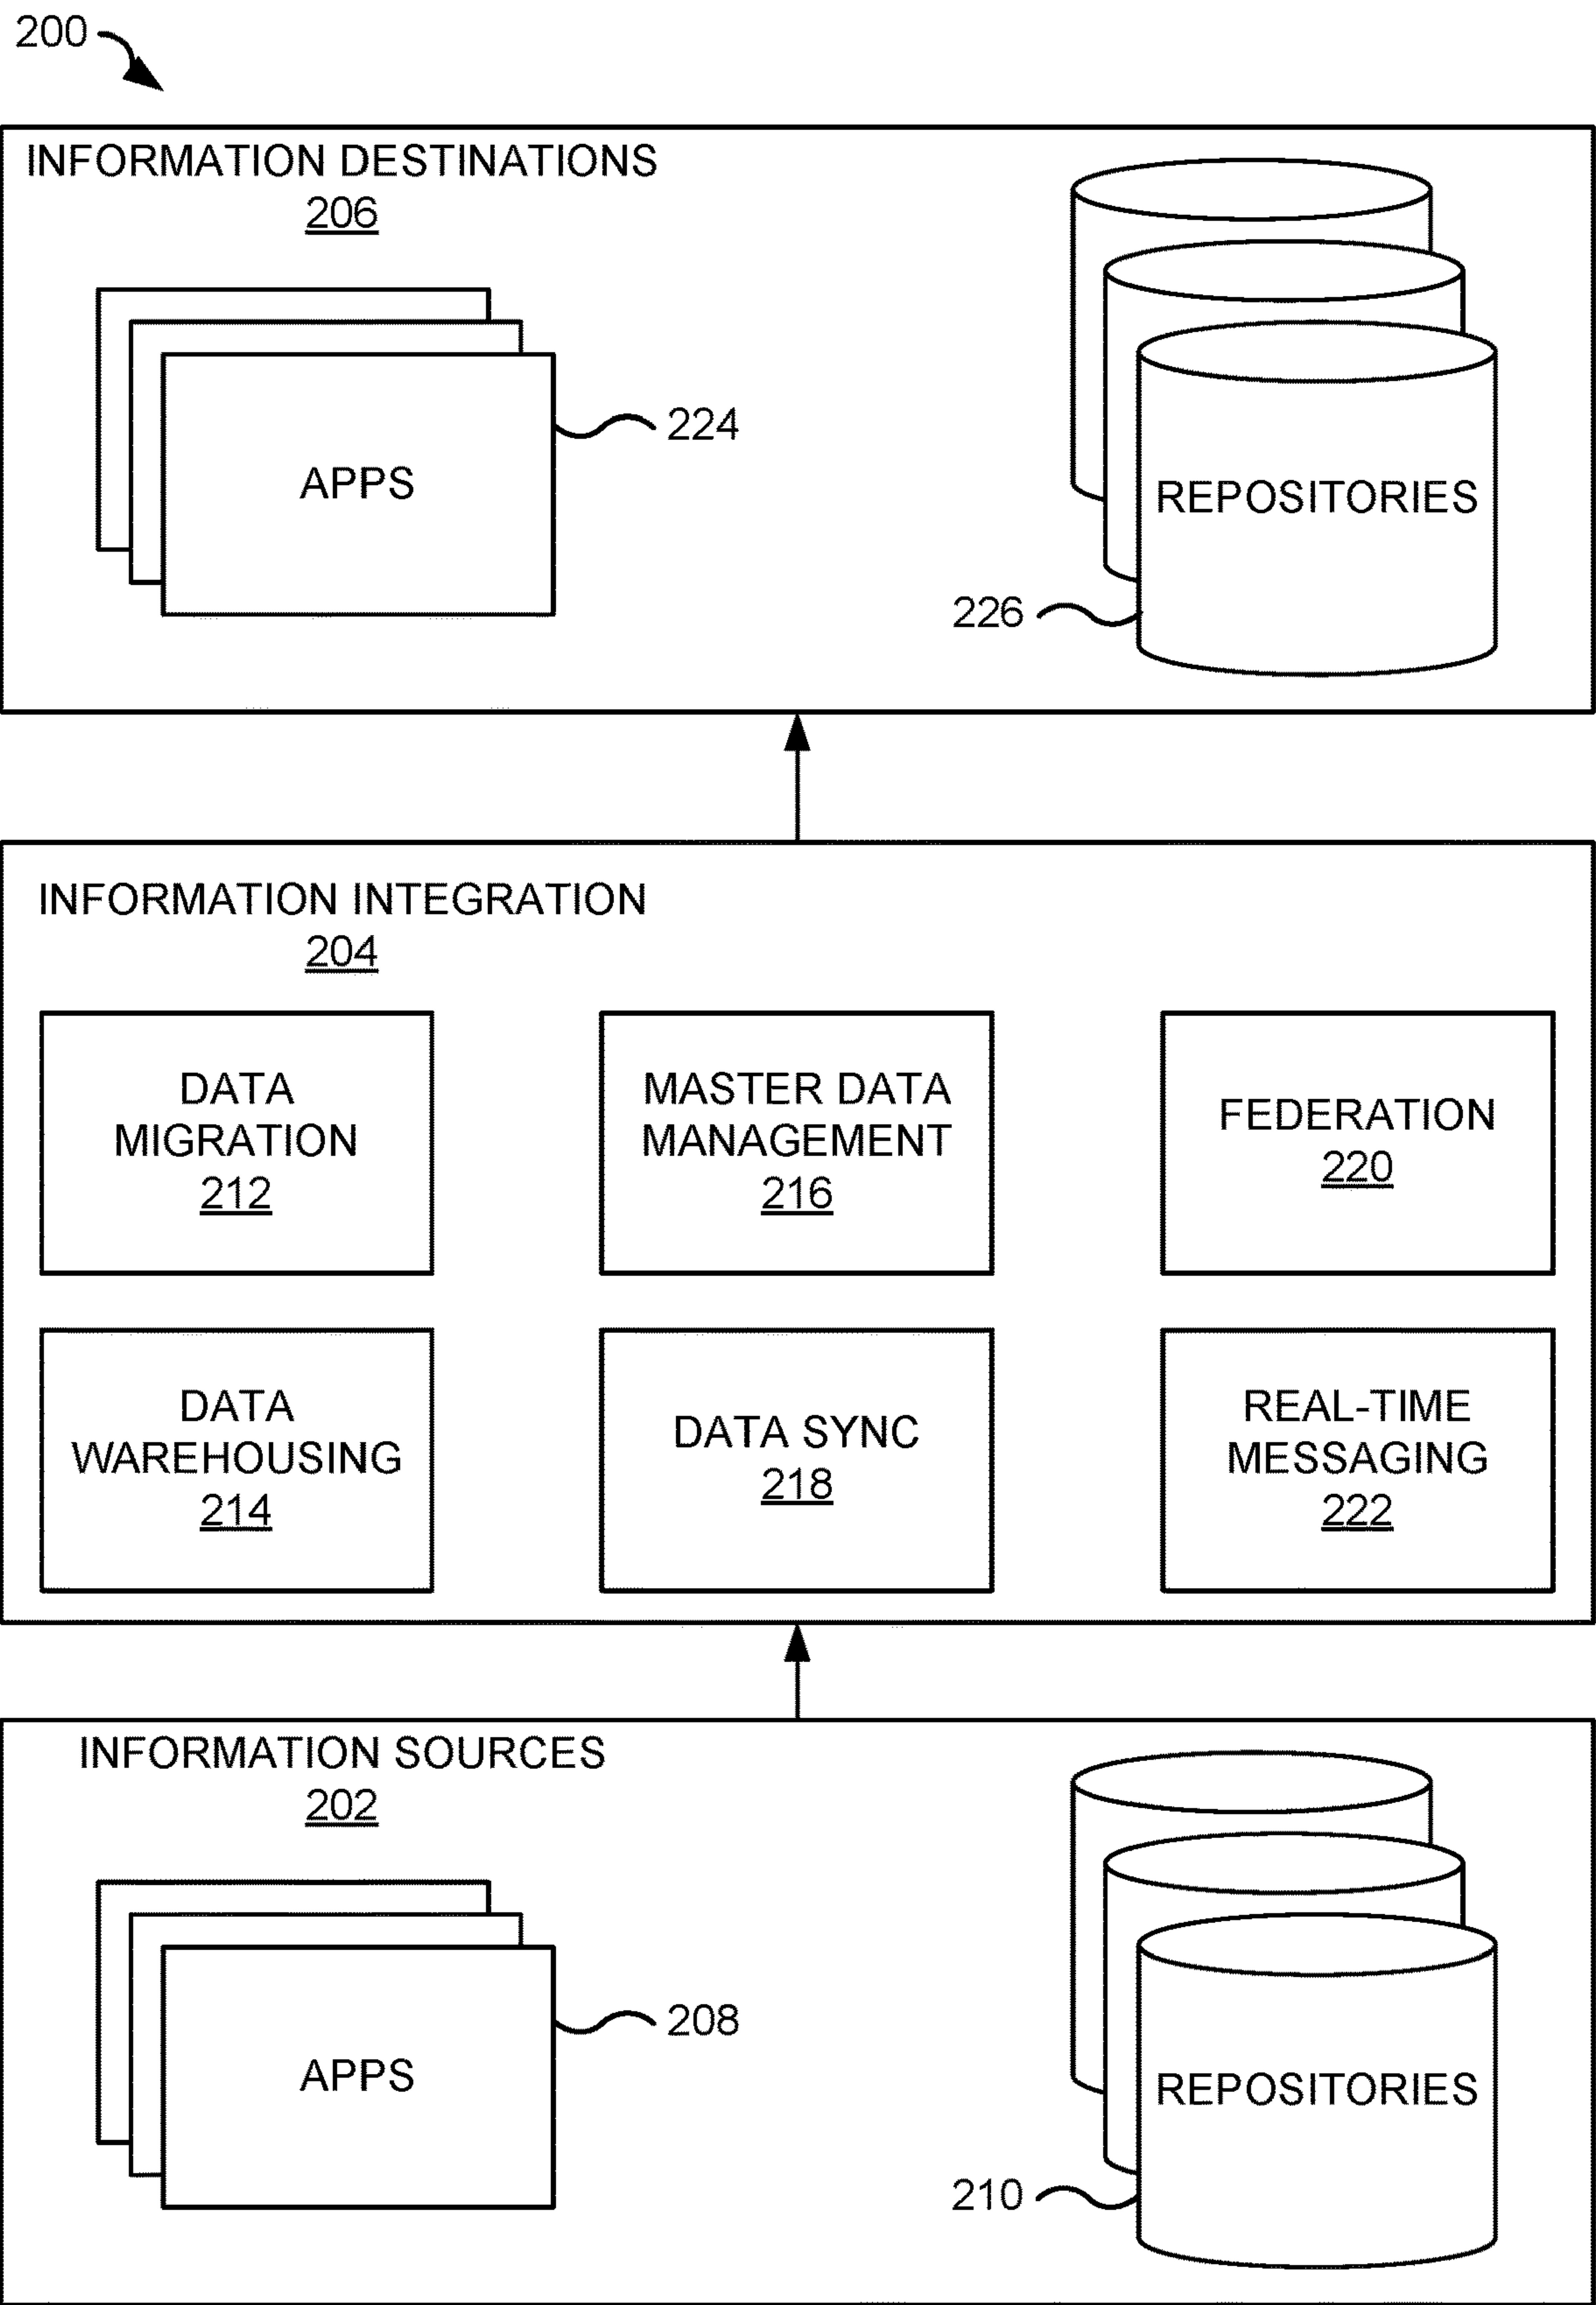 200
INFORMATION DESTINATIONS
206
APPS
224
REPOSITORIES
226
INFORMATION INTEGRATION
204
DATA
MIGRATION
212
MASTER DATA
MANAGEMENT
216
FEDERATION
220
DATA
WAREHOUSING
214
DATA SYNC
218
REAL-TIME
MESSAGING
222
INFORMATION SOURCES
202
APPS
208
REPOSITORIES
210